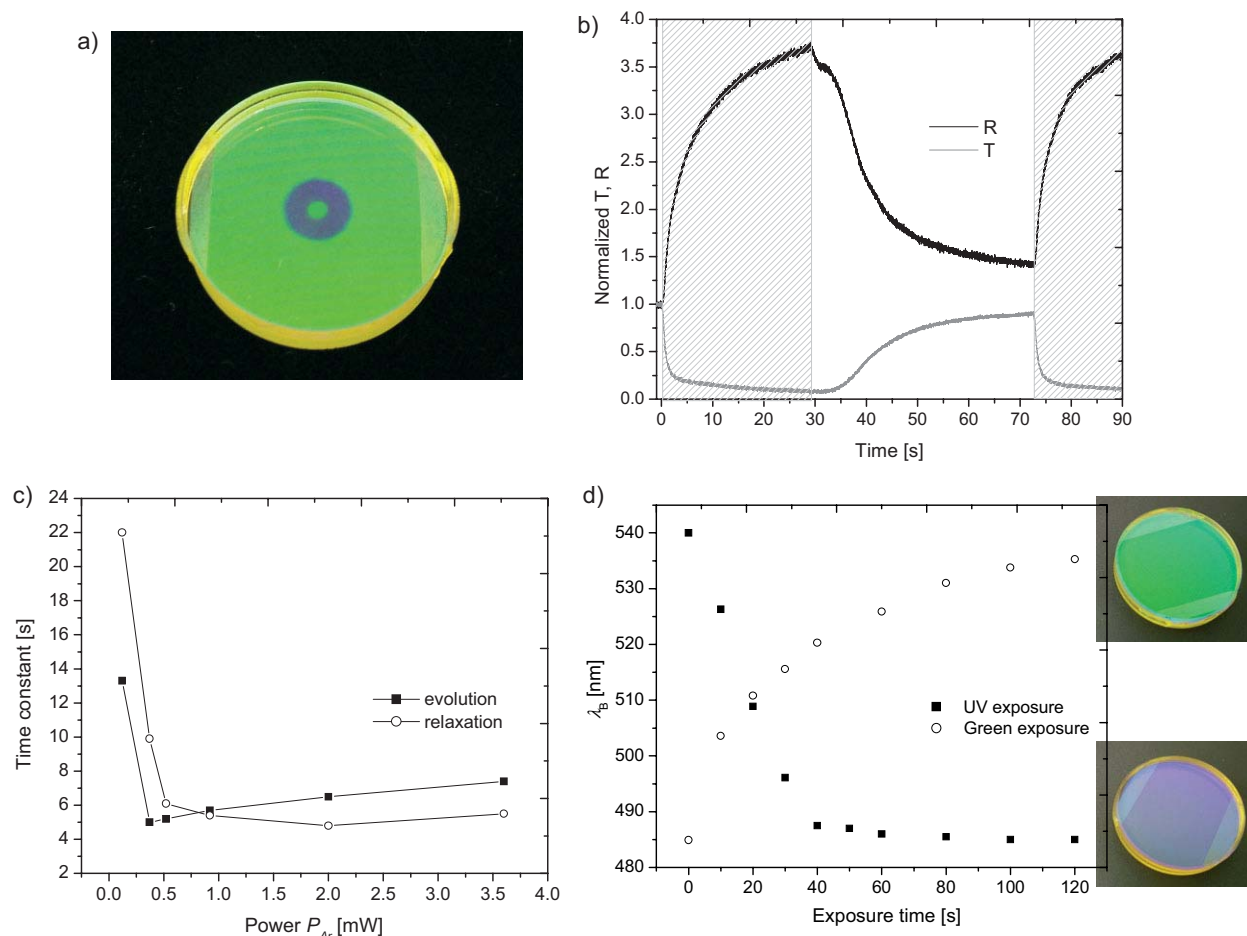 a)
b)
4.0
3.5
3.0
2.5
2.0
1.5
1.0
0.5
0.0
Normalized T, R
R
T
0 10 20 30 40 50 60 70 80 90
Time [s]
c)
24
22
20
18
16
14
12
10
8
6
4
2
Time constant [s]
evolution
relaxation
0.0 0.5 1.0 1.5 2.0 2.5 3.0 3.5 4.0
Power P_Ar [mW]
d)
540
530
520
510
500
490
480
λB [nm]
UV exposure
Green exposure
0 20 40 60 80 100 120
Exposure time [s]